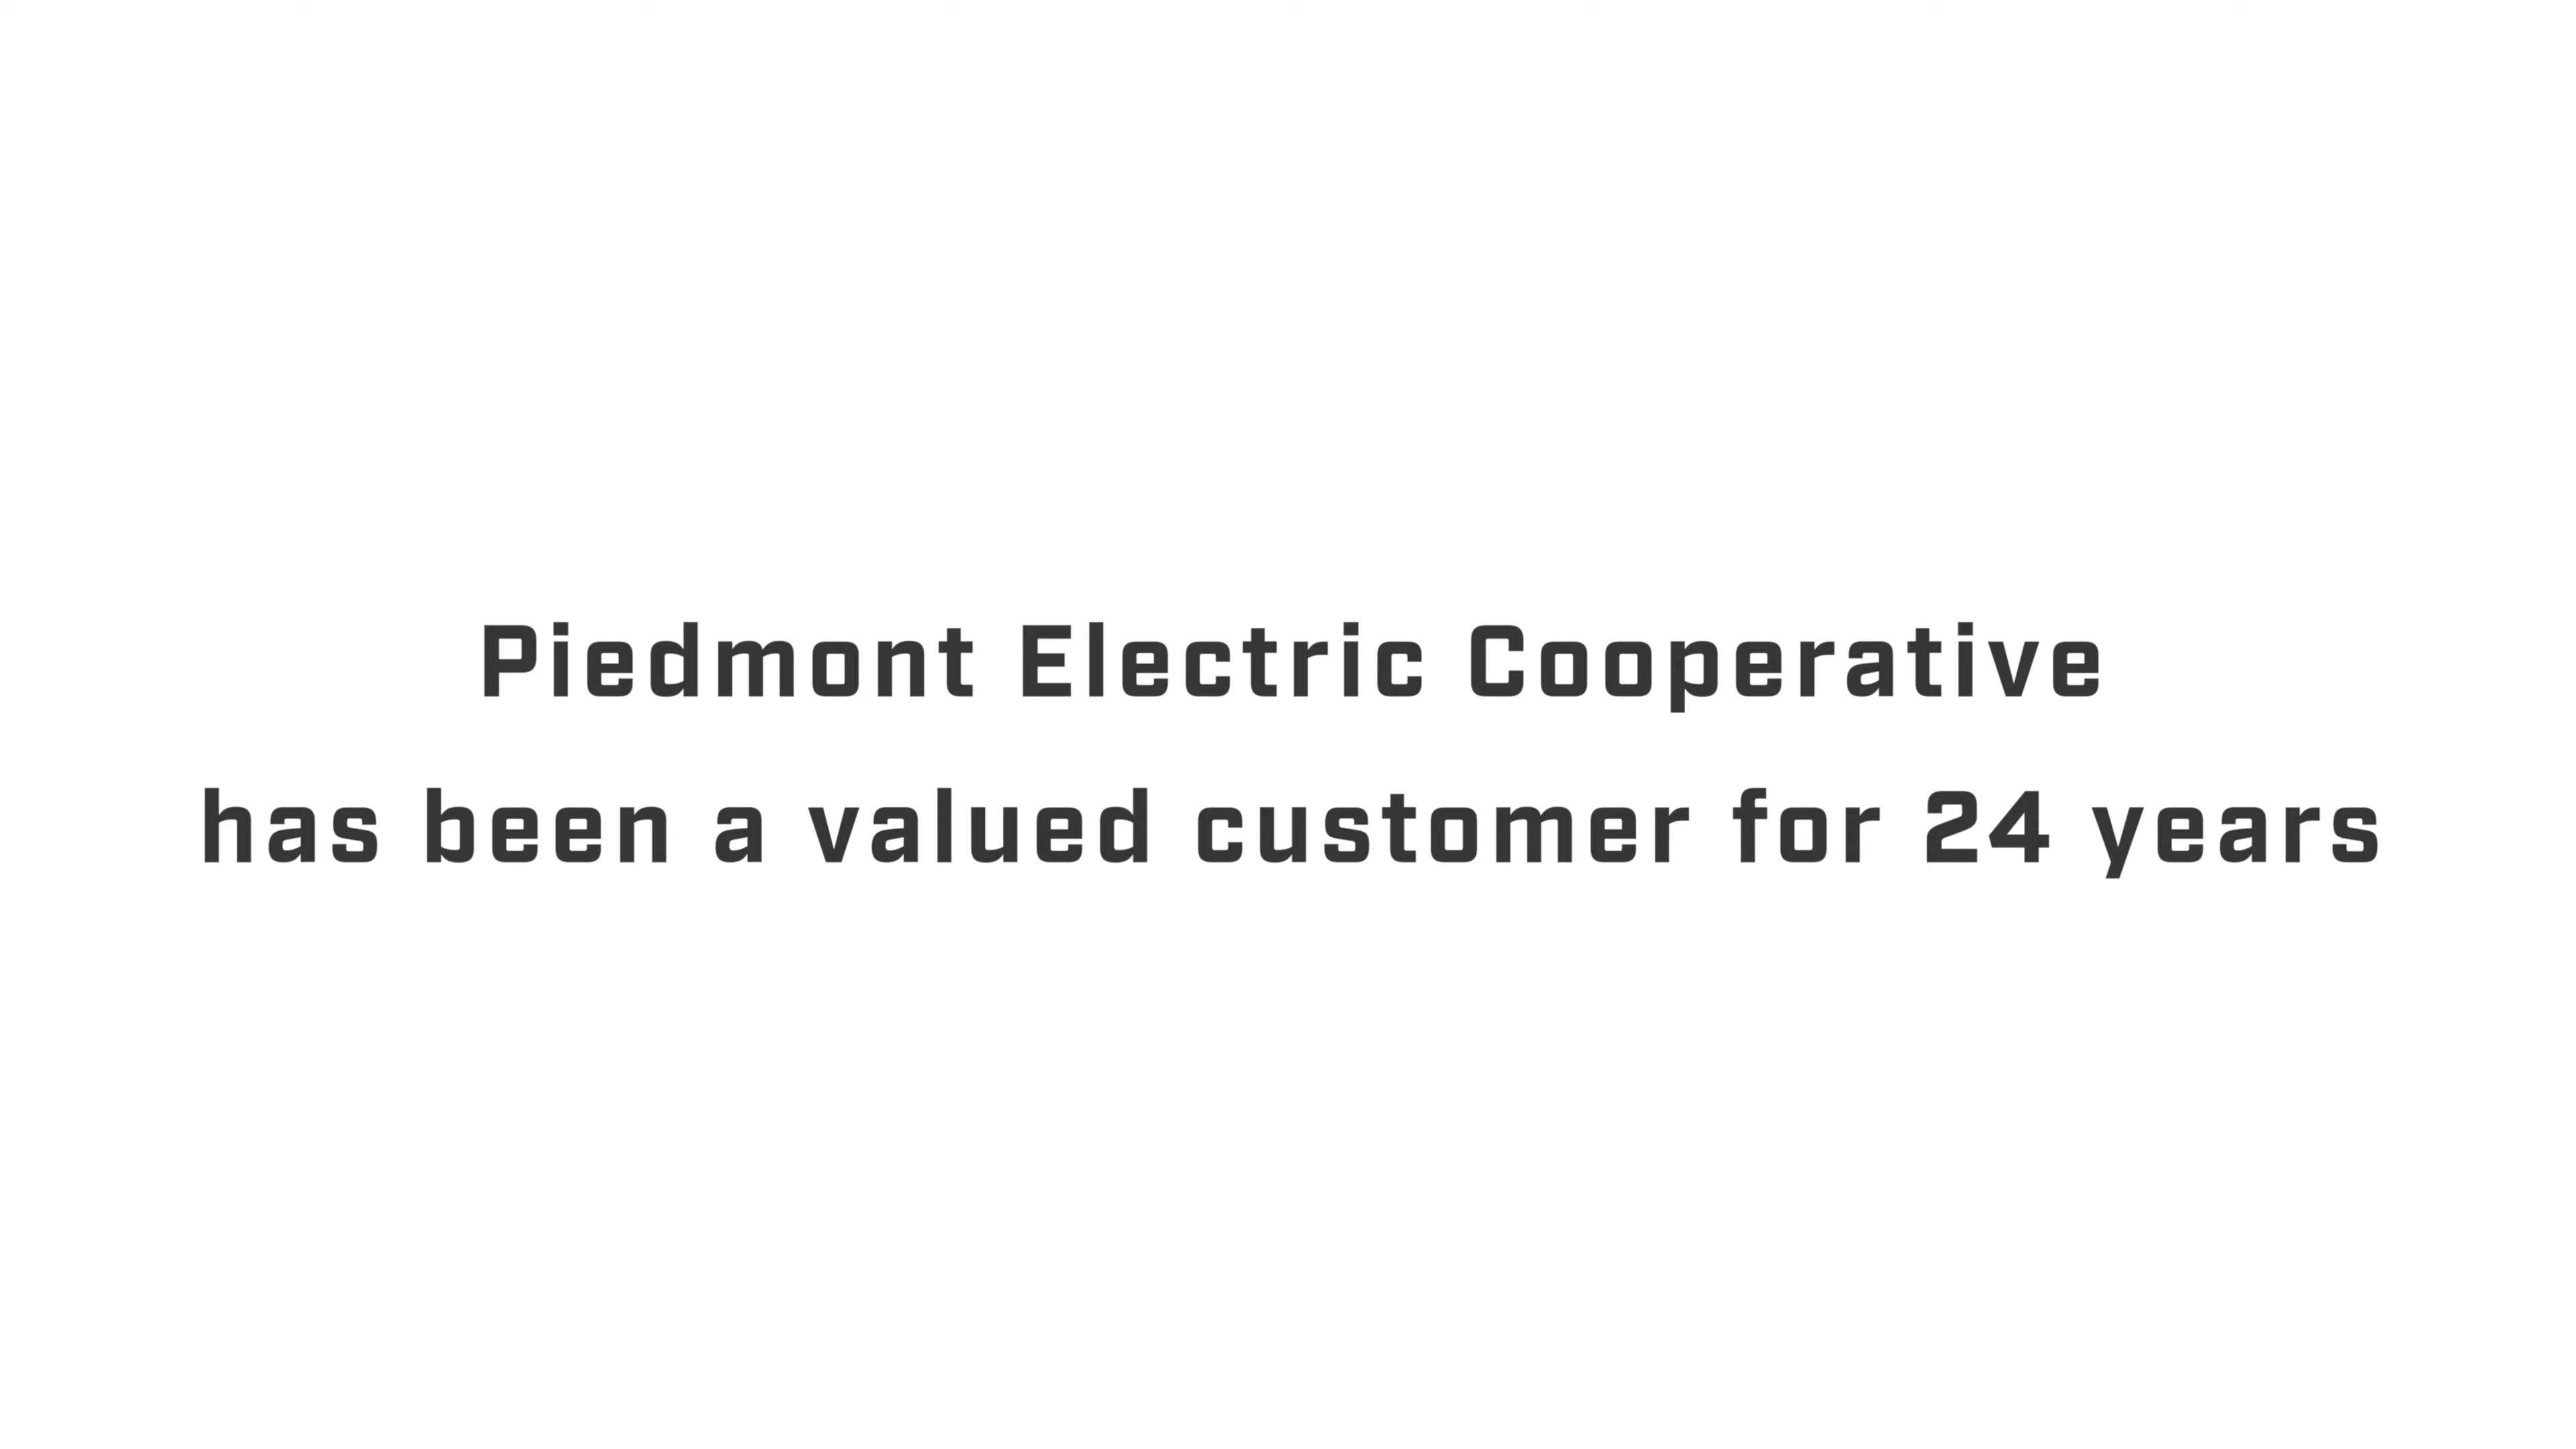 Piedmont Electric Cooperative
has been a valued customer for 24 years